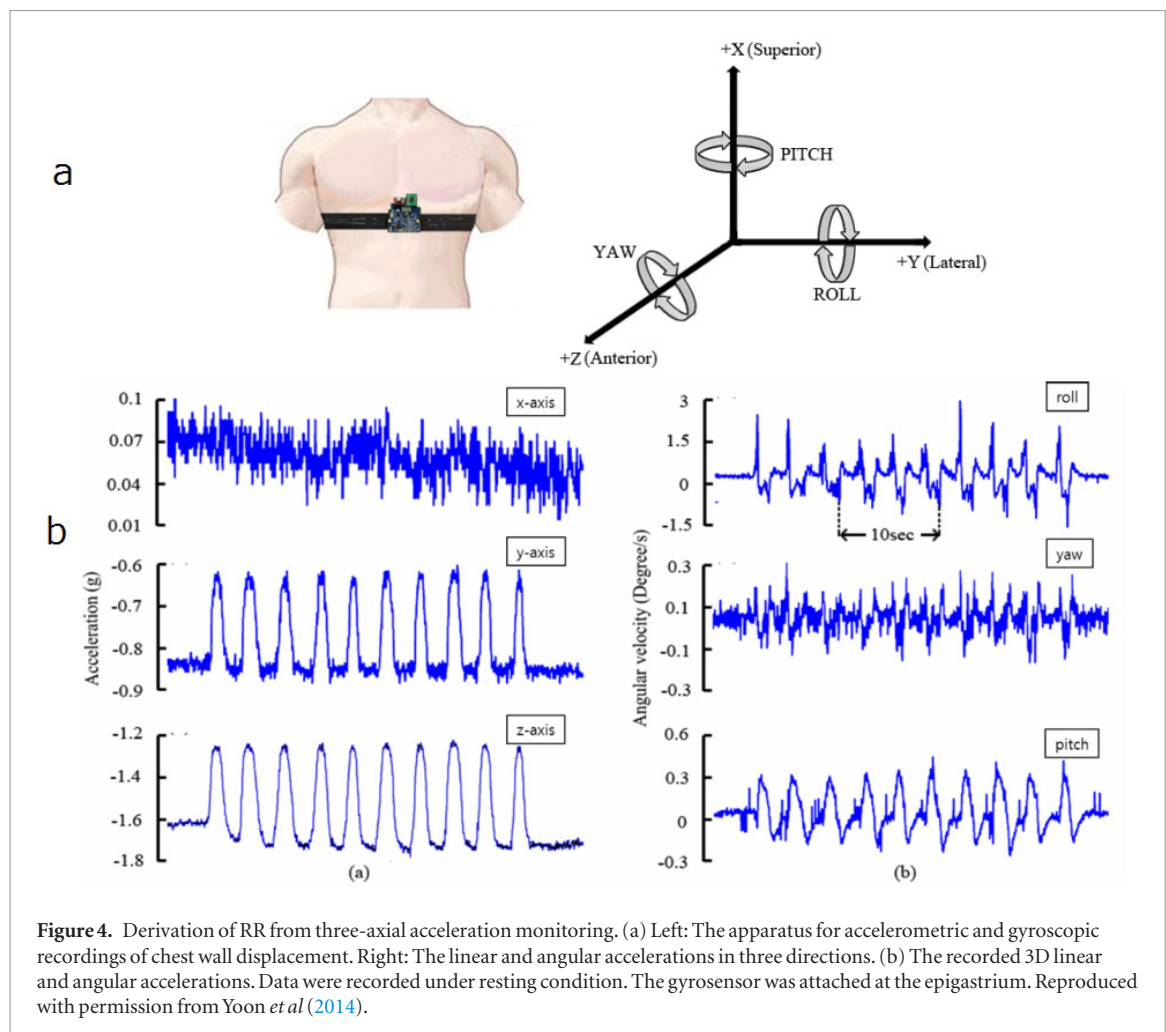 a
+X (Superior)
PITCH
YAW
+Y (Lateral)
ROLL
+Z (Anterior)
b
Acceleration (g)
0.1
0.07
0.04
0.01
x-axis
-0.6
-0.7
-0.8
-0.9
y-axis
-1.2
-1.4
-1.6
-1.8
z-axis
(a)
Angular velocity (Degree/s)
3
1.5
0
-1.5
roll
10sec
0.3
0.1
-0.1
-0.3
yaw
0.6
0.3
0
-0.3
pitch
(b)
Figure 4. Derivation of RR from three-axial acceleration monitoring. (a) Left: The apparatus for accelerometric and gyroscopic
recordings of chest wall displacement. Right: The linear and angular accelerations in three directions. (b) The recorded 3D linear
and angular accelerations. Data were recorded under resting condition. The gyrosensor was attached at the epigastrium. Reproduced
with permission from Yoon et al (2014).